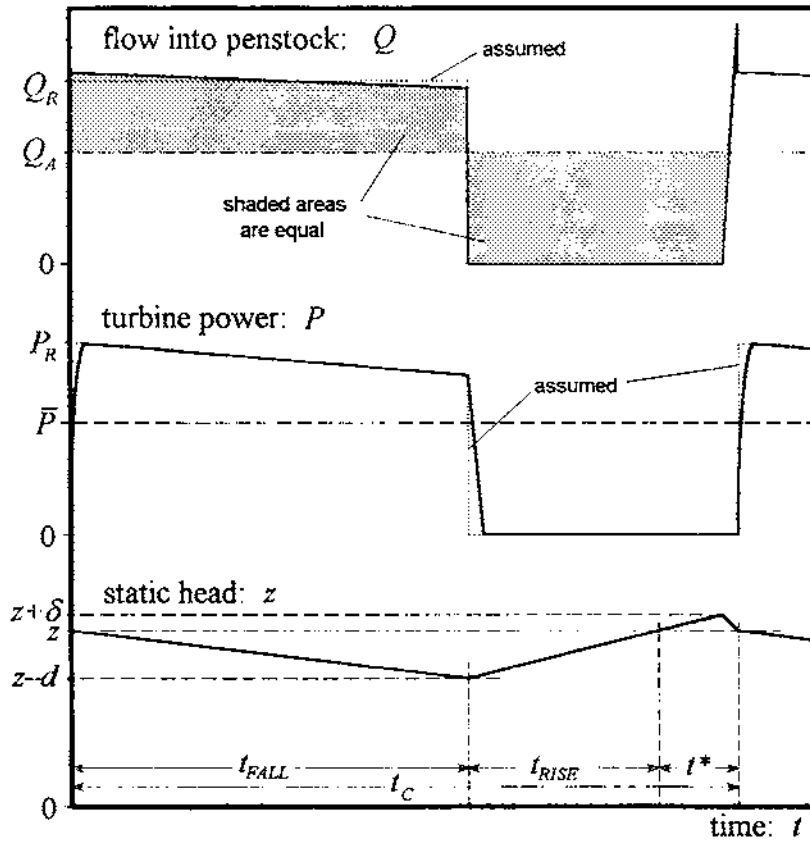 flow into penstock: Q
assumed
Q_R
Q_A
shaded areas
are equal
0
turbine power: P
P_R
assumed
P̅
0
static head: z
z+δ
z
z--d
t_FALL
t_RISE
t*
t_C
0
time: t